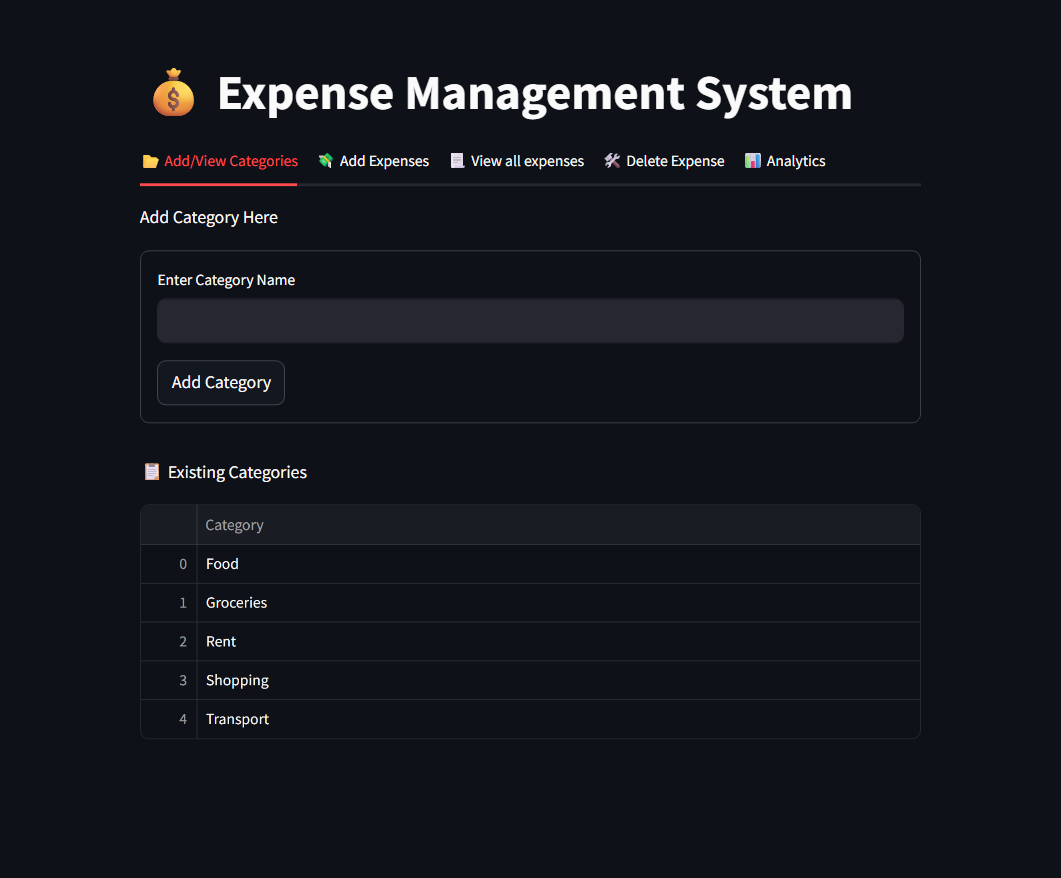 Expense Management System
Add/View Categories Add Expenses View all expenses Delete Expense Analytics
Add Category Here
Enter Category Name
Add Category
Existing Categories
Category
0 Food
1 Groceries
2 Rent
3 Shopping
4 Transport